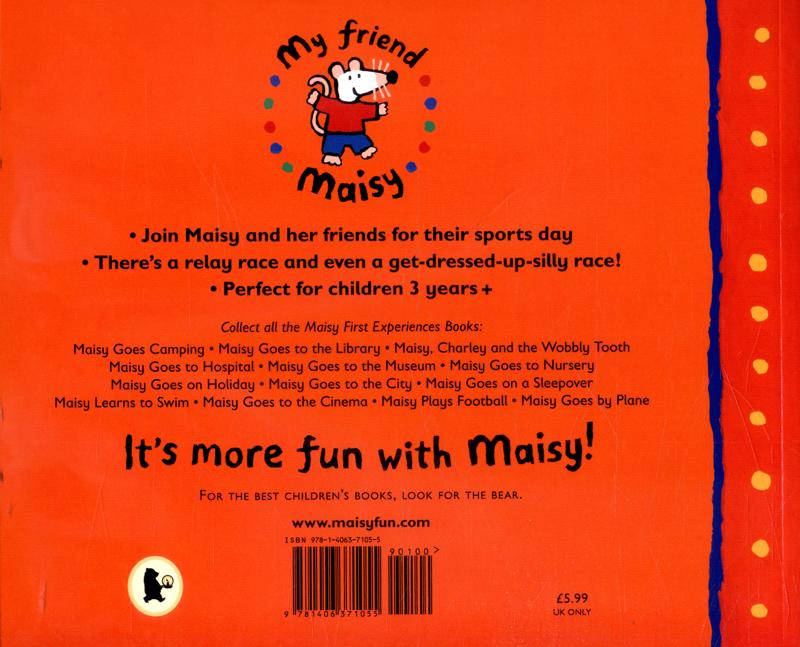 My friend
Maisy
• Join Maisy and her friends for their sports day
• There's a relay race and even a get-dressed-up-silly race!
• Perfect for children 3 years +
Collect all the Maisy First Experiences Books:
Maisy Goes Camping • Maisy Goes to the Library • Maisy, Charley and the Wobbly Tooth
Maisy Goes to Hospital • Maisy Goes to the Museum • Maisy Goes to Nursery
Maisy Goes on Holiday • Maisy Goes to the City • Maisy Goes on a Sleepover
Maisy Learns to Swim • Maisy Goes to the Cinema • Maisy Plays Football • Maisy Goes by Plane
It's more fun with Maisy!
FOR THE BEST CHILDREN'S BOOKS, LOOK FOR THE BEAR.
www.maisyfun.com
ISBN 978-1-4063-7105-5
90100>
9 781406 371055
£5.99
UK ONLY